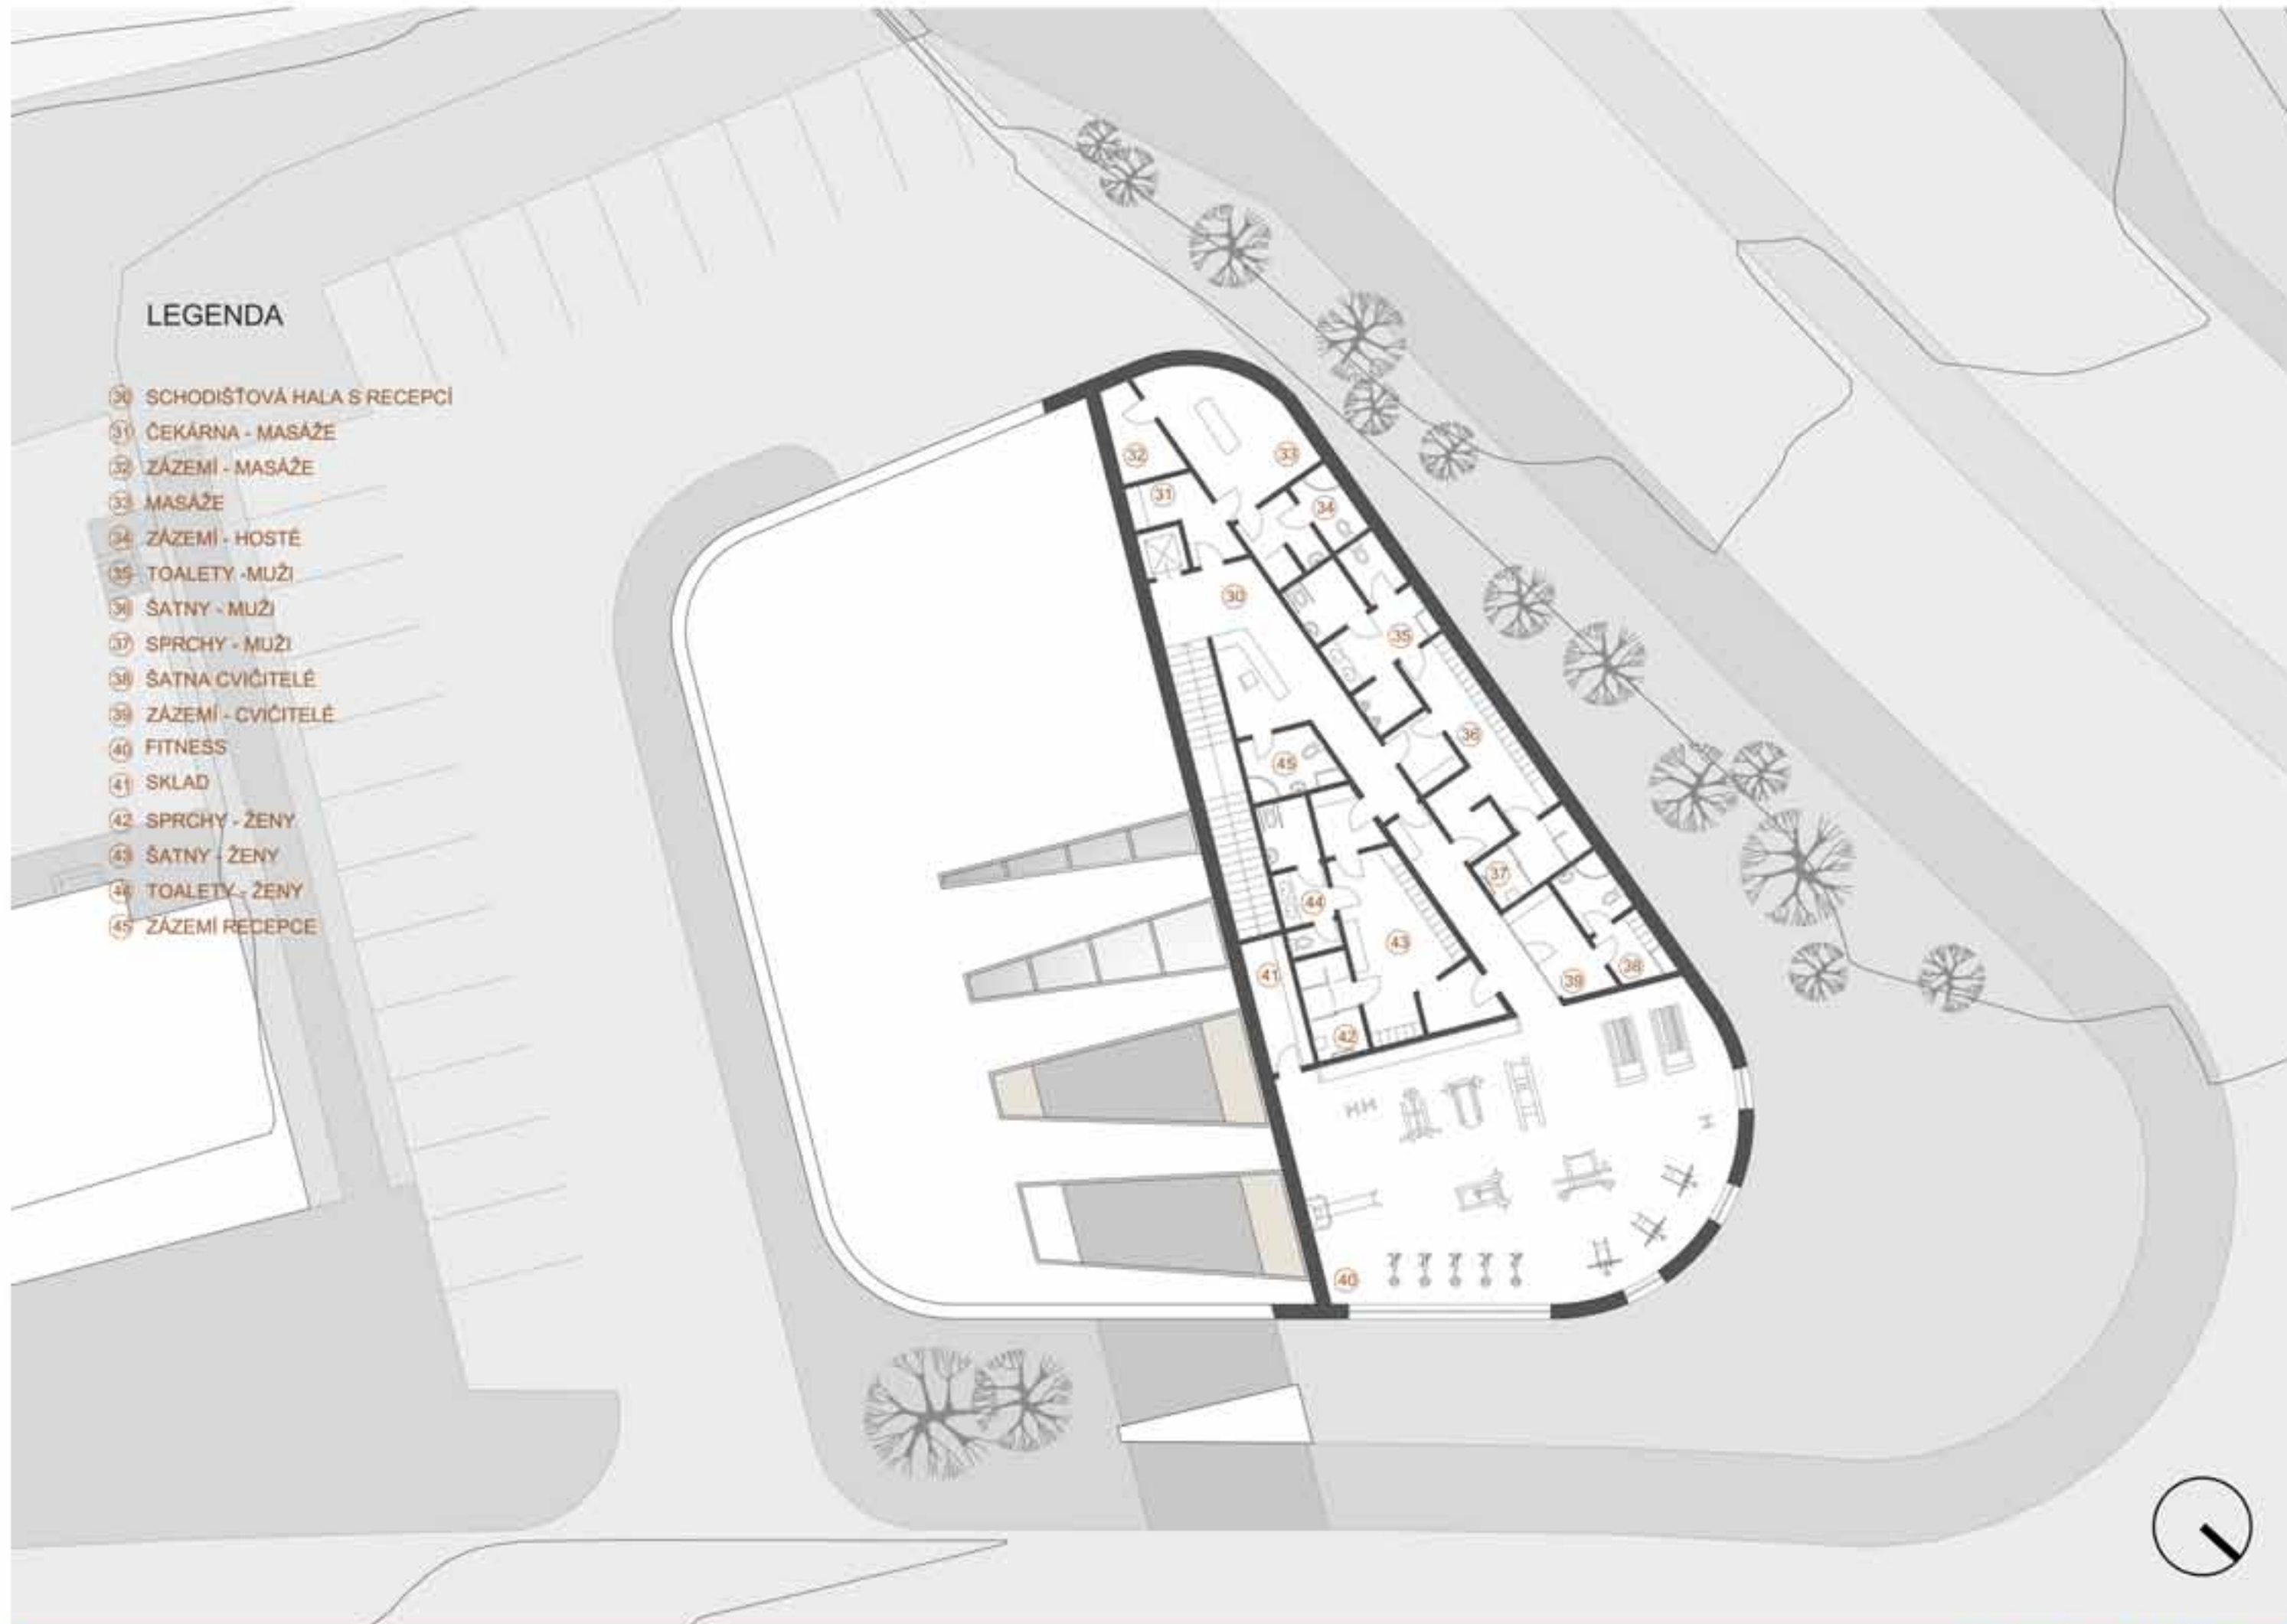 LEGENDA
30 SCHODIŠŤOVÁ HALA S RECEPCÍ
31 ČEKÁRNA - MASÁŽE
32 ZÁZEMÍ - MASÁŽE
33 MASÁŽE
34 ZÁZEMÍ - HOSTÉ
35 TOALETY -MUŽI
36 ŠATNY - MUŽI
37 SPRCHY - MUŽI
38 ŠATNA CVIČITELÉ
39 ZÁZEMÍ - CVIČITELÉ
40 FITNESS
41 SKLAD
42 SPRCHY - ŽENY
43 ŠATNY - ŽENY
44 TOALETY - ŽENY
45 ZÁZEMÍ RECEPCE
32
33
31
34
30
35
36
45
37
44
43
41
39
38
42
40